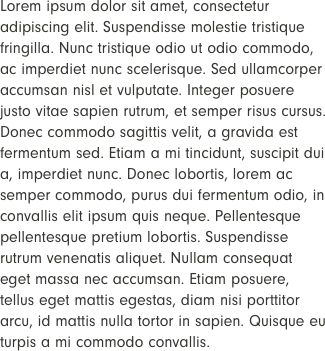 Lorem ipsum dolor sit amet, consectetur
adipiscing elit. Suspendisse molestie tristique
fringilla. Nunc tristique odio ut odio commodo,
ac imperdiet nunc scelerisque. Sed ullamcorper
accumsan nisl et vulputate. Integer posuere
justo vitae sapien rutrum, et semper risus cursus.
Donec commodo sagittis velit, a gravida est
fermentum sed. Etiam a mi tincidunt, suscipit dui
a, imperdiet nunc. Donec lobortis, lorem ac
semper commodo, purus dui fermentum odio, in
convallis elit ipsum quis neque. Pellentesque
pellentesque pretium lobortis. Suspendisse
rutrum venenatis aliquet. Nullam consequat
eget massa nec accumsan. Etiam posuere,
tellus eget mattis egestas, diam nisi porttitor
arcu, id mattis nulla tortor in sapien. Quisque eu
turpis a mi commodo convallis.